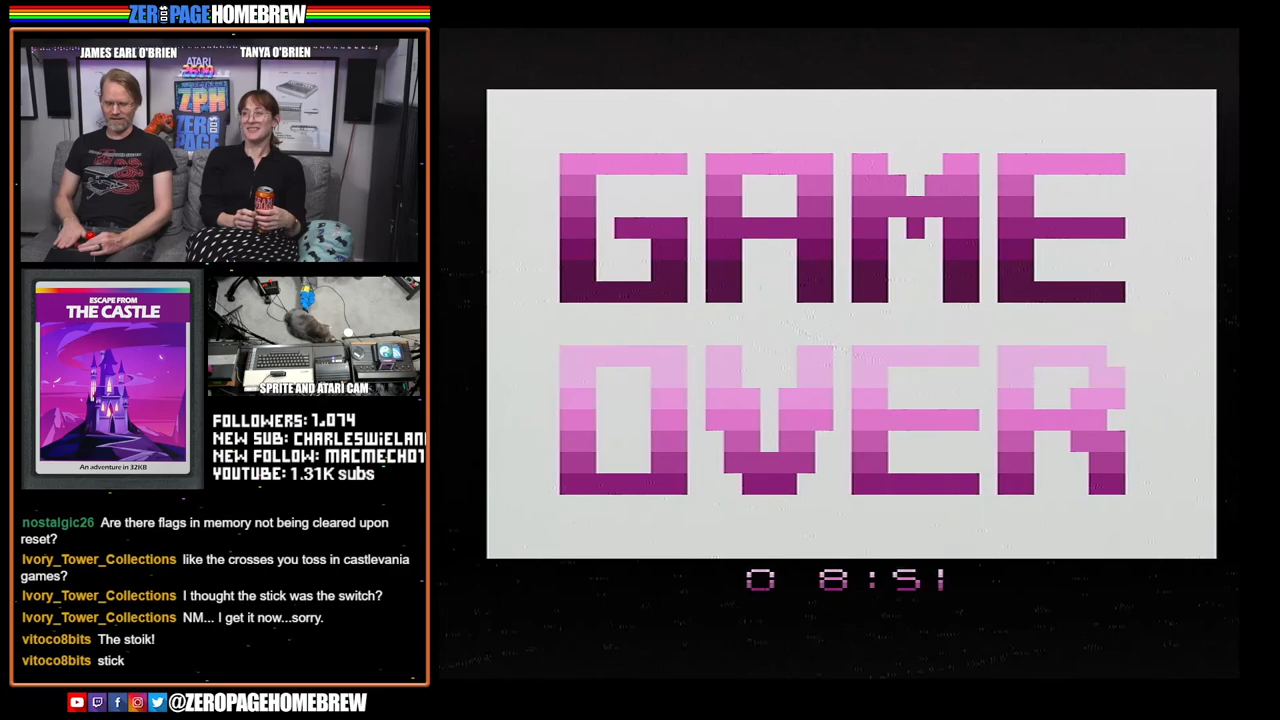 ZEROPAGEHOMEBREW
JAMES EARL O'BRIEN
TANYA O'BRIEN
ATARI
2600
ZPH
ZERO
PAGE
ESCAPE FROM
THE CASTLE
An adventure in 32KB
SPRITE AND ATARI CAM
FOLLOWERS: 1,074
NEW SUB: CHARLESWIELAN
NEW FOLLOW: MACMECHOT
YOUTUBE: 1.31K subs
nostalgic26 Are there flags in memory not being cleared upon
reset?
Ivory_Tower_Collections like the crosses you toss in castlevania
games?
Ivory_Tower_Collections I thought the stick was the switch?
Ivory_Tower_Collections NM... I get it now...sorry.
vitoco8bits The stoik!
vitoco8bits stick
@ZEROPAGEHOMEBREW
GAME
OVER
0 8:51